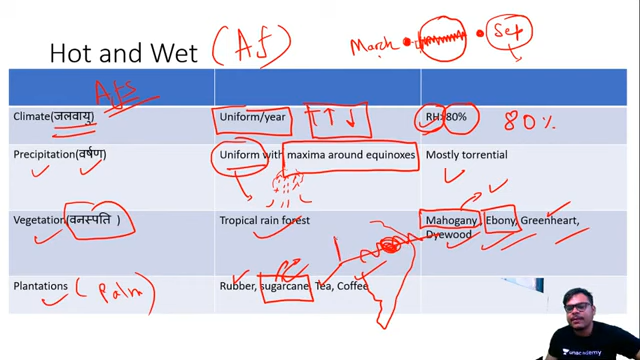 Hot and Wet (Af)
March
Sep
Afs
Climate(जलवायु) Uniform/year RH>80% 80%
Precipitation(वर्षण) Uniform with maxima around equinoxes Mostly torrential
Vegetation(वनस्पति ) Tropical rain forest Mahogany, Ebony, Greenheart,
Dyewood
Plantations (Palm) Rubber, sugarcane, Tea, Coffee
unacademy